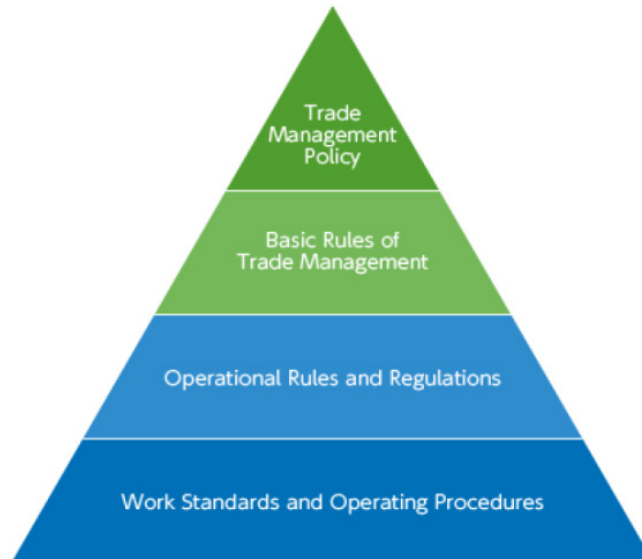 Trade
Management
Policy
Basic Rules of
Trade Management
Operational Rules and Regulations
Work Standards and Operating Procedures